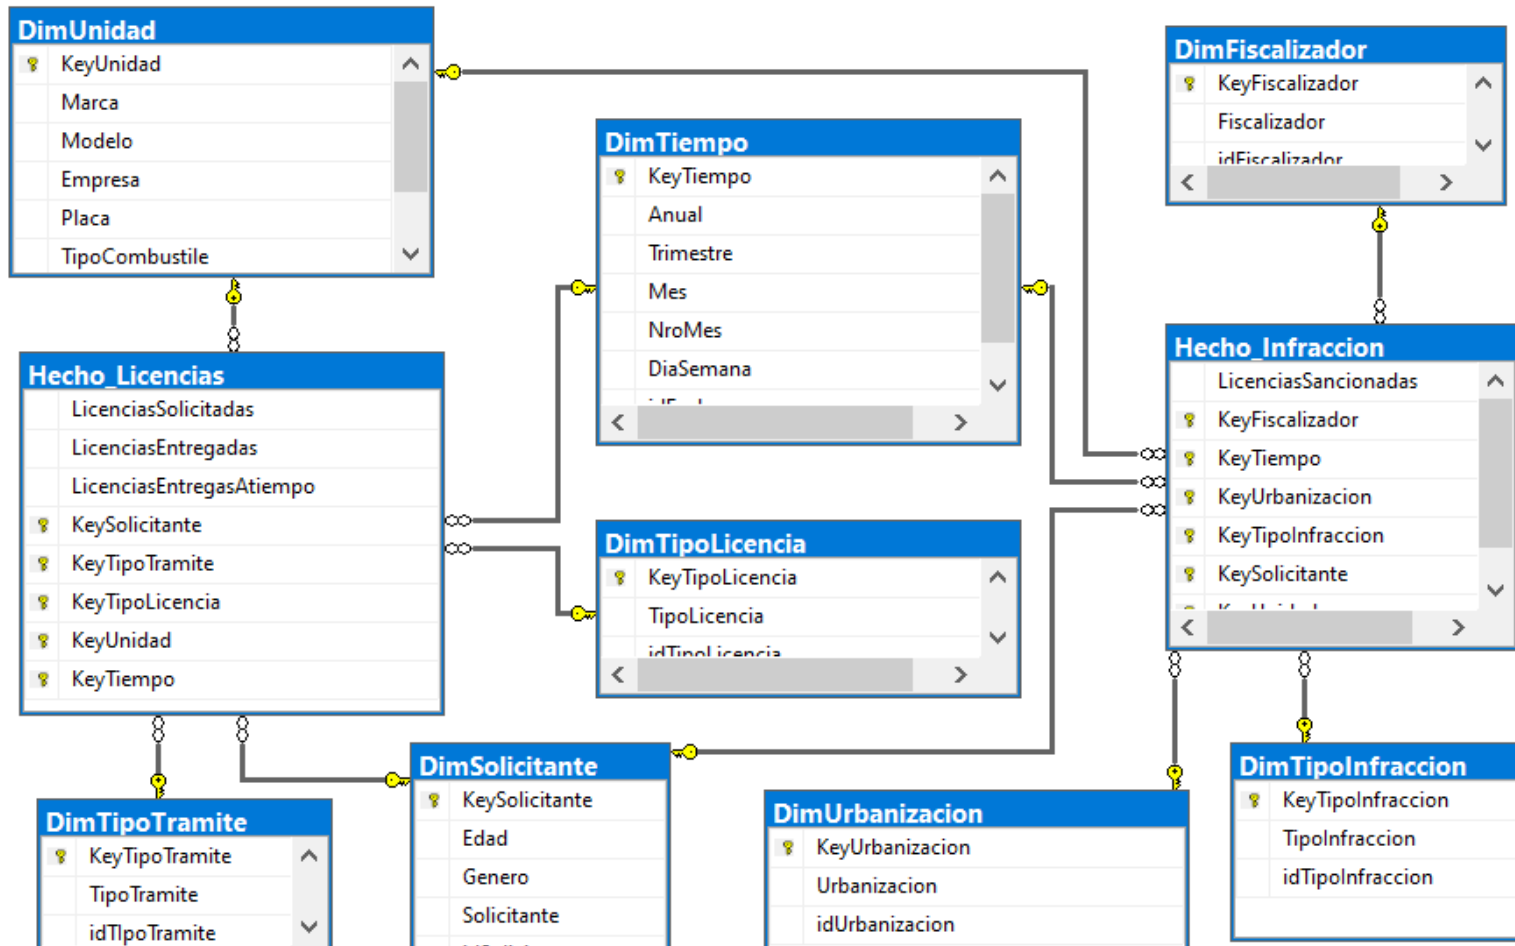 DimUnidad
KeyUnidad
Marca
Modelo
Empresa
Placa
TipoCombustile
DimTiempo
KeyTiempo
Anual
Trimestre
Mes
NroMes
DiaSemana
DimFiscalizador
KeyFiscalizador
Fiscalizador
idFiscalizador
Hecho_Licencias
LicenciasSolicitadas
LicenciasEntregadas
LicenciasEntregasAtiempo
KeySolicitante
KeyTipoTramite
KeyTipoLicencia
KeyUnidad
KeyTiempo
DimTipoLicencia
KeyTipoLicencia
TipoLicencia
idTipoLicencia
Hecho_Infraccion
LicenciasSancionadas
KeyFiscalizador
KeyTiempo
KeyUrbanizacion
KeyTipoInfraccion
KeySolicitante
DimTipoTramite
KeyTipoTramite
TipoTramite
idTIpoTramite
DimSolicitante
KeySolicitante
Edad
Genero
Solicitante
DimUrbanizacion
KeyUrbanizacion
Urbanizacion
idUrbanizacion
DimTipoInfraccion
KeyTipoInfraccion
TipoInfraccion
idTipoInfraccion